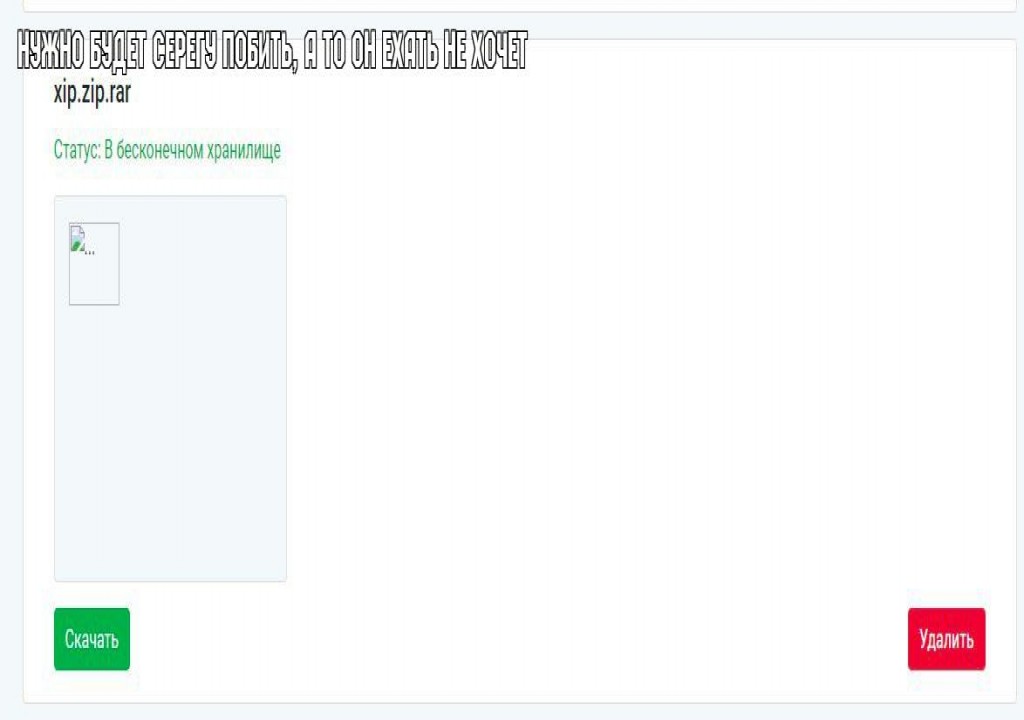 НУЖНО БУДЕТ СЕРЕГУ ПОБИТЬ, А ТО ОН ЕХАТЬ НЕ ХОЧЕТ
xip.zip.rar
Статус: В бесконечном хранилище
...
Скачать
Удалить